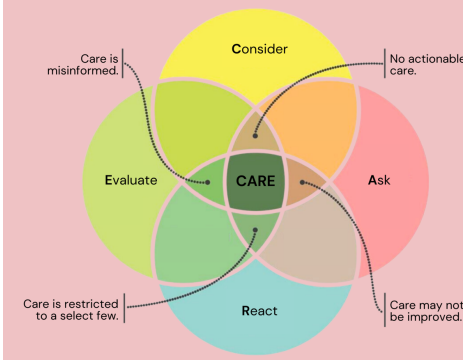 Consider
Care is
misinformed.
No actionable
care.
Evaluate
CARE
Ask
Care is restricted
to a select few.
React
Care may not
be improved.